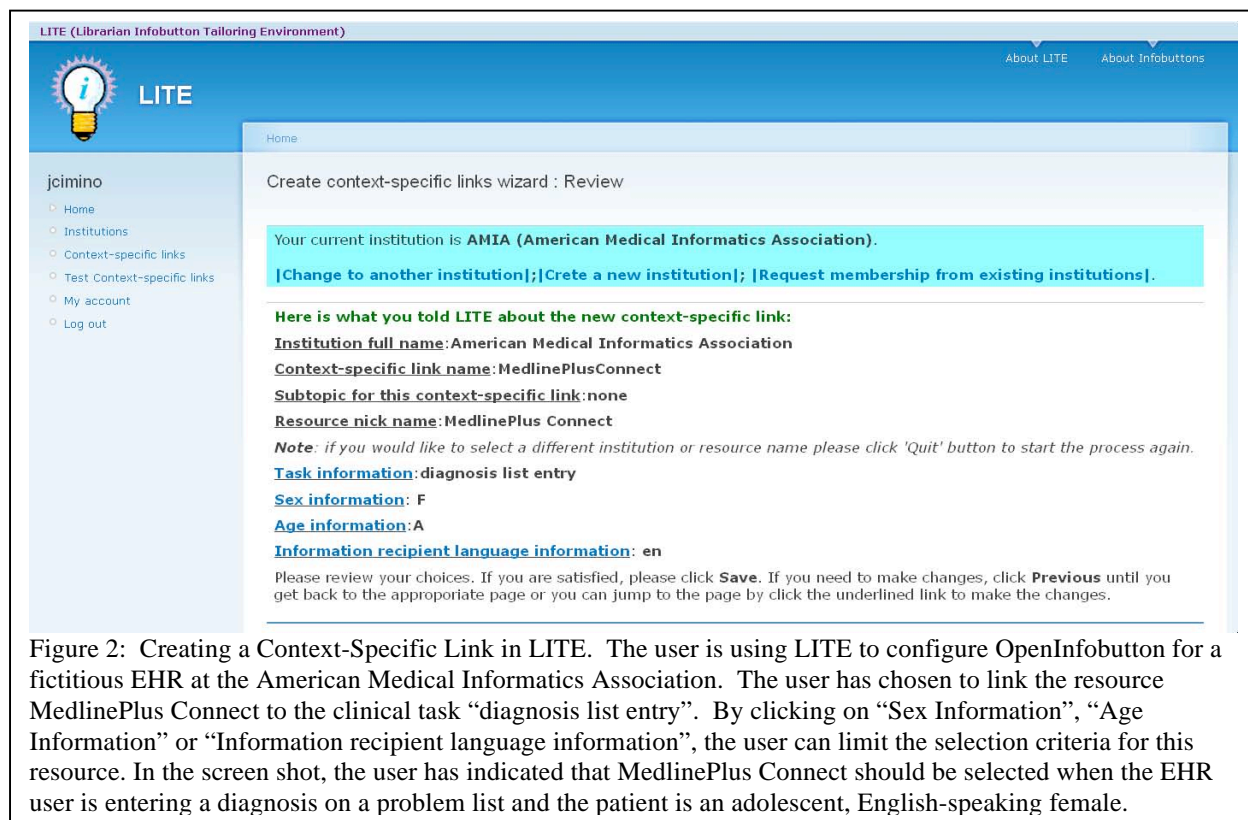 LITE (Librarian Infobutton Tailoring Environment)
About LITE About Infobuttons
LITE
Home
jcimino
Home
Institutions
Context-specific links
Test Context-specific links
My account
Log out
Create context-specific links wizard : Review
Your current institution is AMIA (American Medical Informatics Association).
|Change to another institution|;|Crete a new institution|; |Request membership from existing institutions|.
Here is what you told LITE about the new context-specific link:
Institution full name:American Medical Informatics Association
Context-specific link name:MedlinePlusConnect
Subtopic for this context-specific link:none
Resource nick name:MedlinePlus Connect
Note: if you would like to select a different institution or resource name please click 'Quit' button to start the process again.
Task information:diagnosis list entry
Sex information: F
Age information:A
Information recipient language information: en
Please review your choices. If you are satisfied, please click Save. If you need to make changes, click Previous until you
get back to the approporiate page or you can jump to the page by click the underlined link to make the changes.
Figure 2: Creating a Context-Specific Link in LITE. The user is using LITE to configure OpenInfobutton for a
fictitious EHR at the American Medical Informatics Association. The user has chosen to link the resource
MedlinePlus Connect to the clinical task “diagnosis list entry”. By clicking on “Sex Information”, “Age
Information” or “Information recipient language information”, the user can limit the selection criteria for this
resource. In the screen shot, the user has indicated that MedlinePlus Connect should be selected when the EHR
user is entering a diagnosis on a problem list and the patient is an adolescent, English-speaking female.